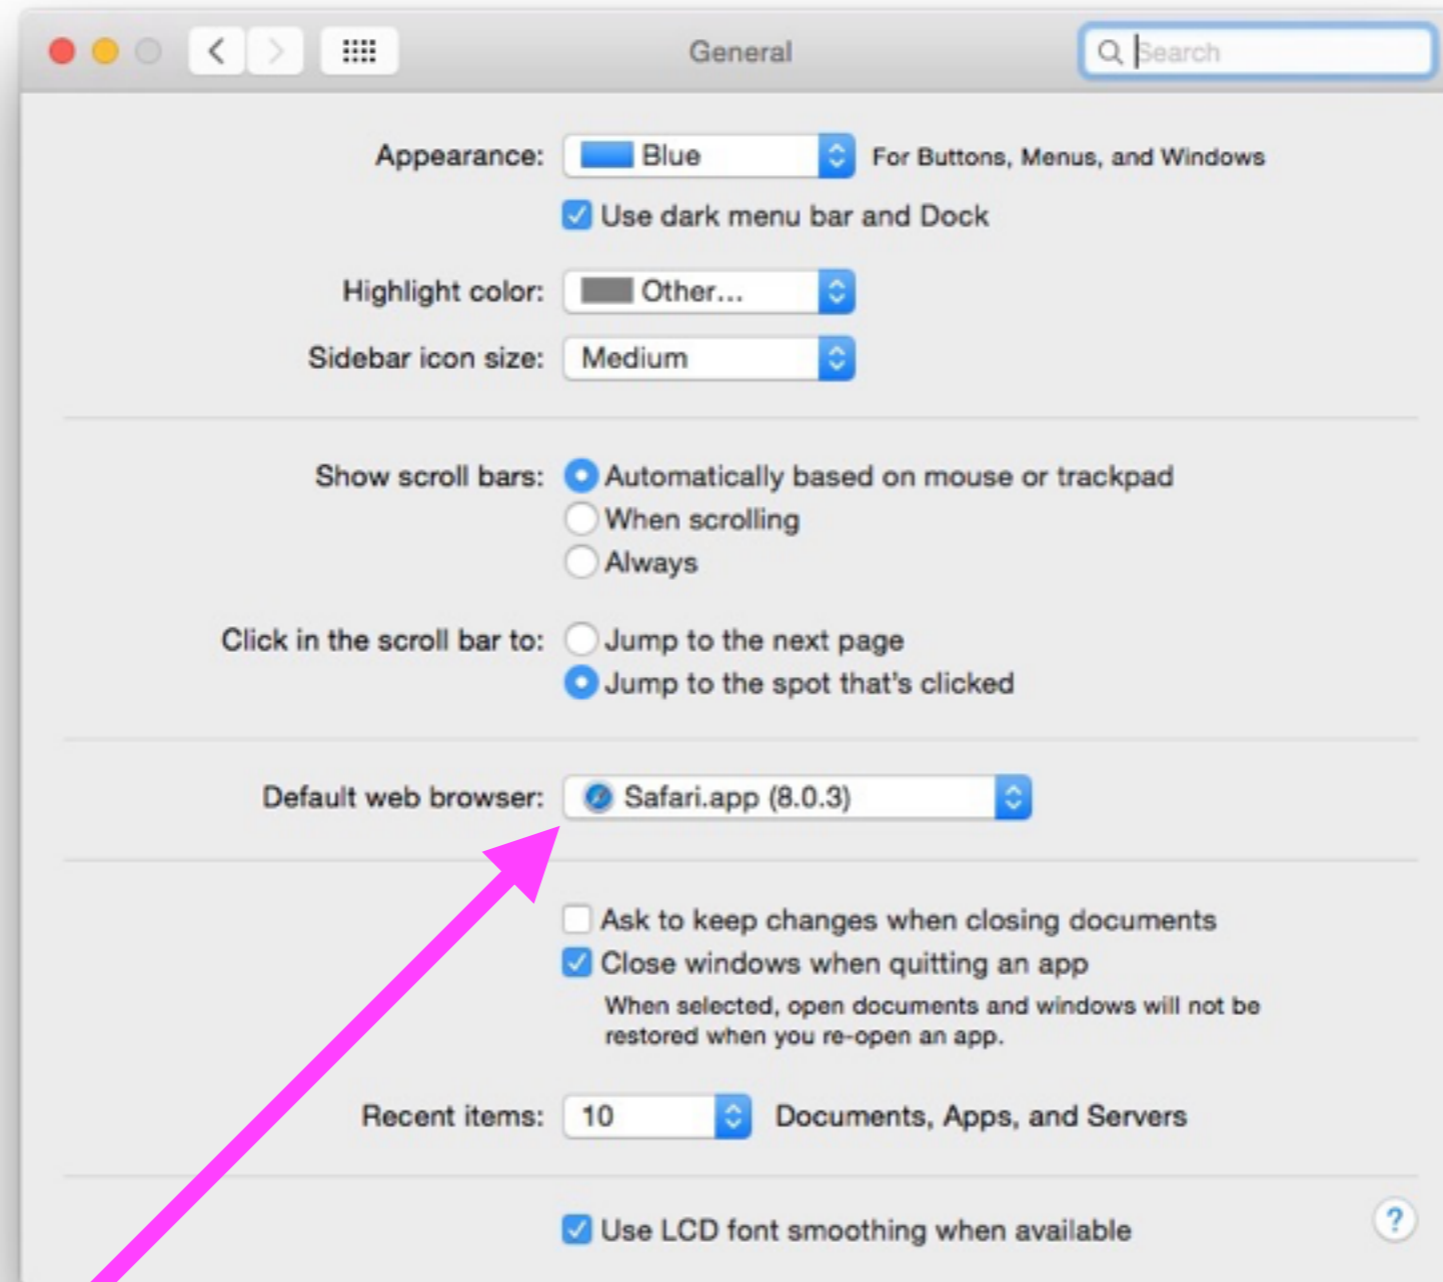 General
Search
Appearance: Blue For Buttons, Menus, and Windows
Use dark menu bar and Dock
Highlight color: Other...
Sidebar icon size: Medium
Show scroll bars: Automatically based on mouse or trackpad
When scrolling
Always
Click in the scroll bar to: Jump to the next page
Jump to the spot that's clicked
Default web browser: Safari.app (8.0.3)
Ask to keep changes when closing documents
Close windows when quitting an app
When selected, open documents and windows will not be
restored when you re-open an app.
Recent items: 10 Documents, Apps, and Servers
Use LCD font smoothing when available
?